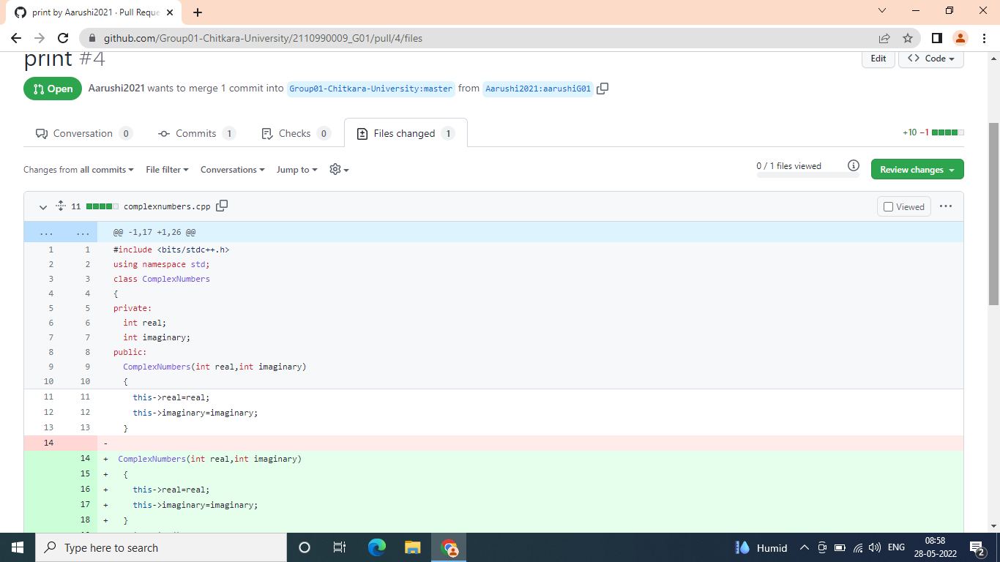 print by Aarushi2021 · Pull Reque
github.com/Group01-Chitkara-University/2110990009_G01/pull/4/files
print #4
Edit
<> Code
Open
Aarushi2021 wants to merge 1 commit into Group01-Chitkara-University:master from Aarushi2021:aarushiG01
Conversation 0
Commits 1
Checks 0
Files changed 1
+10 −1
Changes from all commits
File filter
Conversations
Jump to
0 / 1 files viewed
Review changes
11 complexnumbers.cpp
Viewed
... ... @@ -1,17 +1,26 @@
1 1 #include <bits/stdc++.h>
2 2 using namespace std;
3 3 class ComplexNumbers
4 4 {
5 5 private:
6 6 int real;
7 7 int imaginary;
8 8 public:
9 9 ComplexNumbers(int real,int imaginary)
10 10 {
11 11 this->real=real;
12 12 this->imaginary=imaginary;
13 13 }
14 -
14 + ComplexNumbers(int real,int imaginary)
15 + {
16 + this->real=real;
17 + this->imaginary=imaginary;
18 + }
Type here to search
Humid
ENG
08:58
28-05-2022
2